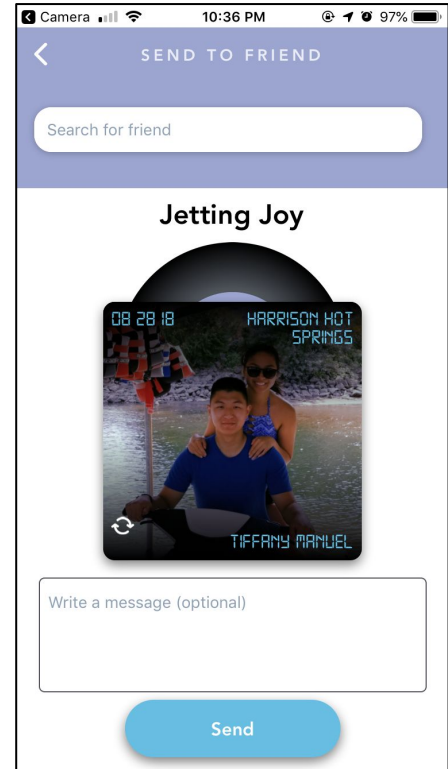 Camera 10:36 PM 97%
SEND TO FRIEND
Search for friend
Jetting Joy
08 28 18 HARRISON HOT
SPRINGS
TIFFANY MANUEL
Write a message (optional)
Send